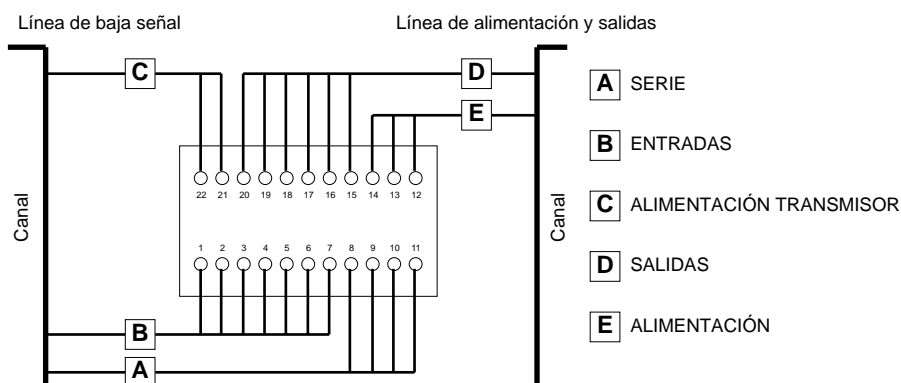 Línea de baja señal
Línea de alimentación y salidas
C
D
E
22 21 20 19 18 17 16 15 14 13 12
1 2 3 4 5 6 7 8 9 10 11
B
A
Canal
Canal
A SERIE
B ENTRADAS
C ALIMENTACIÓN TRANSMISOR
D SALIDAS
E ALIMENTACIÓN